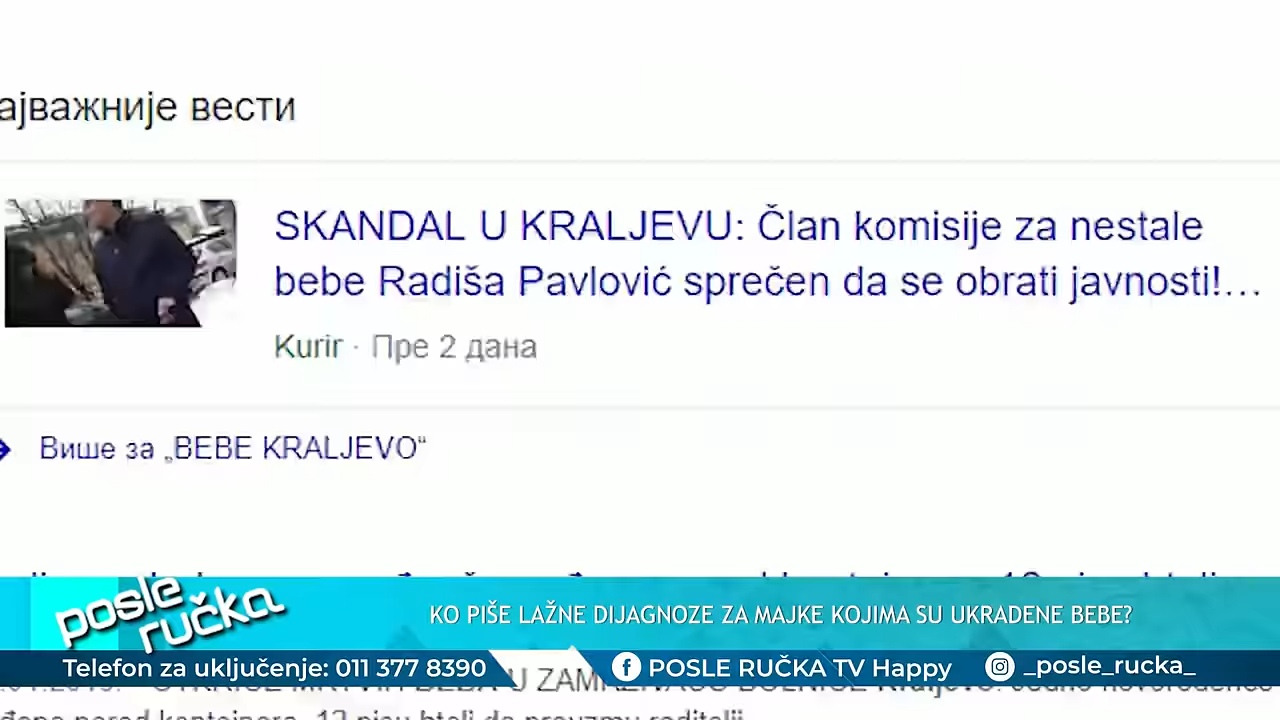 ајважније вести
SKANDAL U KRALJEVU: Član komisije za nestale
bebe Radiša Pavlović sprečen da se obrati javnosti!...
Kurir · Пре 2 дана
Више за „BEBE KRALJEVO“
posle
ručka
KO PIŠE LAŽNE DIJAGNOZE ZA MAJKE KOJIMA SU UKRADENE BEBE?
Telefon za uključenje: 011 377 8390
POSLE RUČKA TV Happy
_posle_rucka_